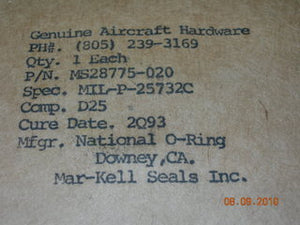 Genuine Aircraft Hardware
PH#. (805) 239-3169
Qty. 1 Each
P/N. MS28775-020
Spec. MIL-P-25732C
Comp. D25
Cure Date. 2Q93
Mfgr. National O-Ring
Downey,CA.
Mar-Kell Seals Inc.
08.09.2016